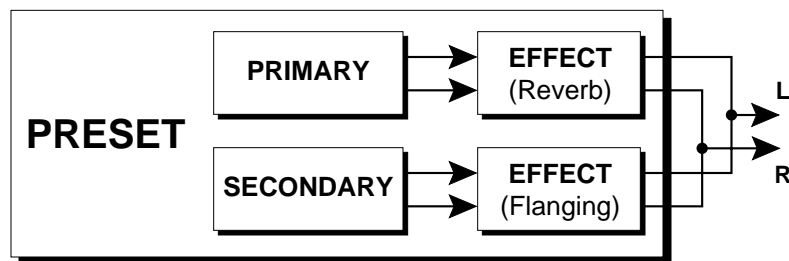 PRESET
PRIMARY
EFFECT
(Reverb)
SECONDARY
EFFECT
(Flanging)
L
R